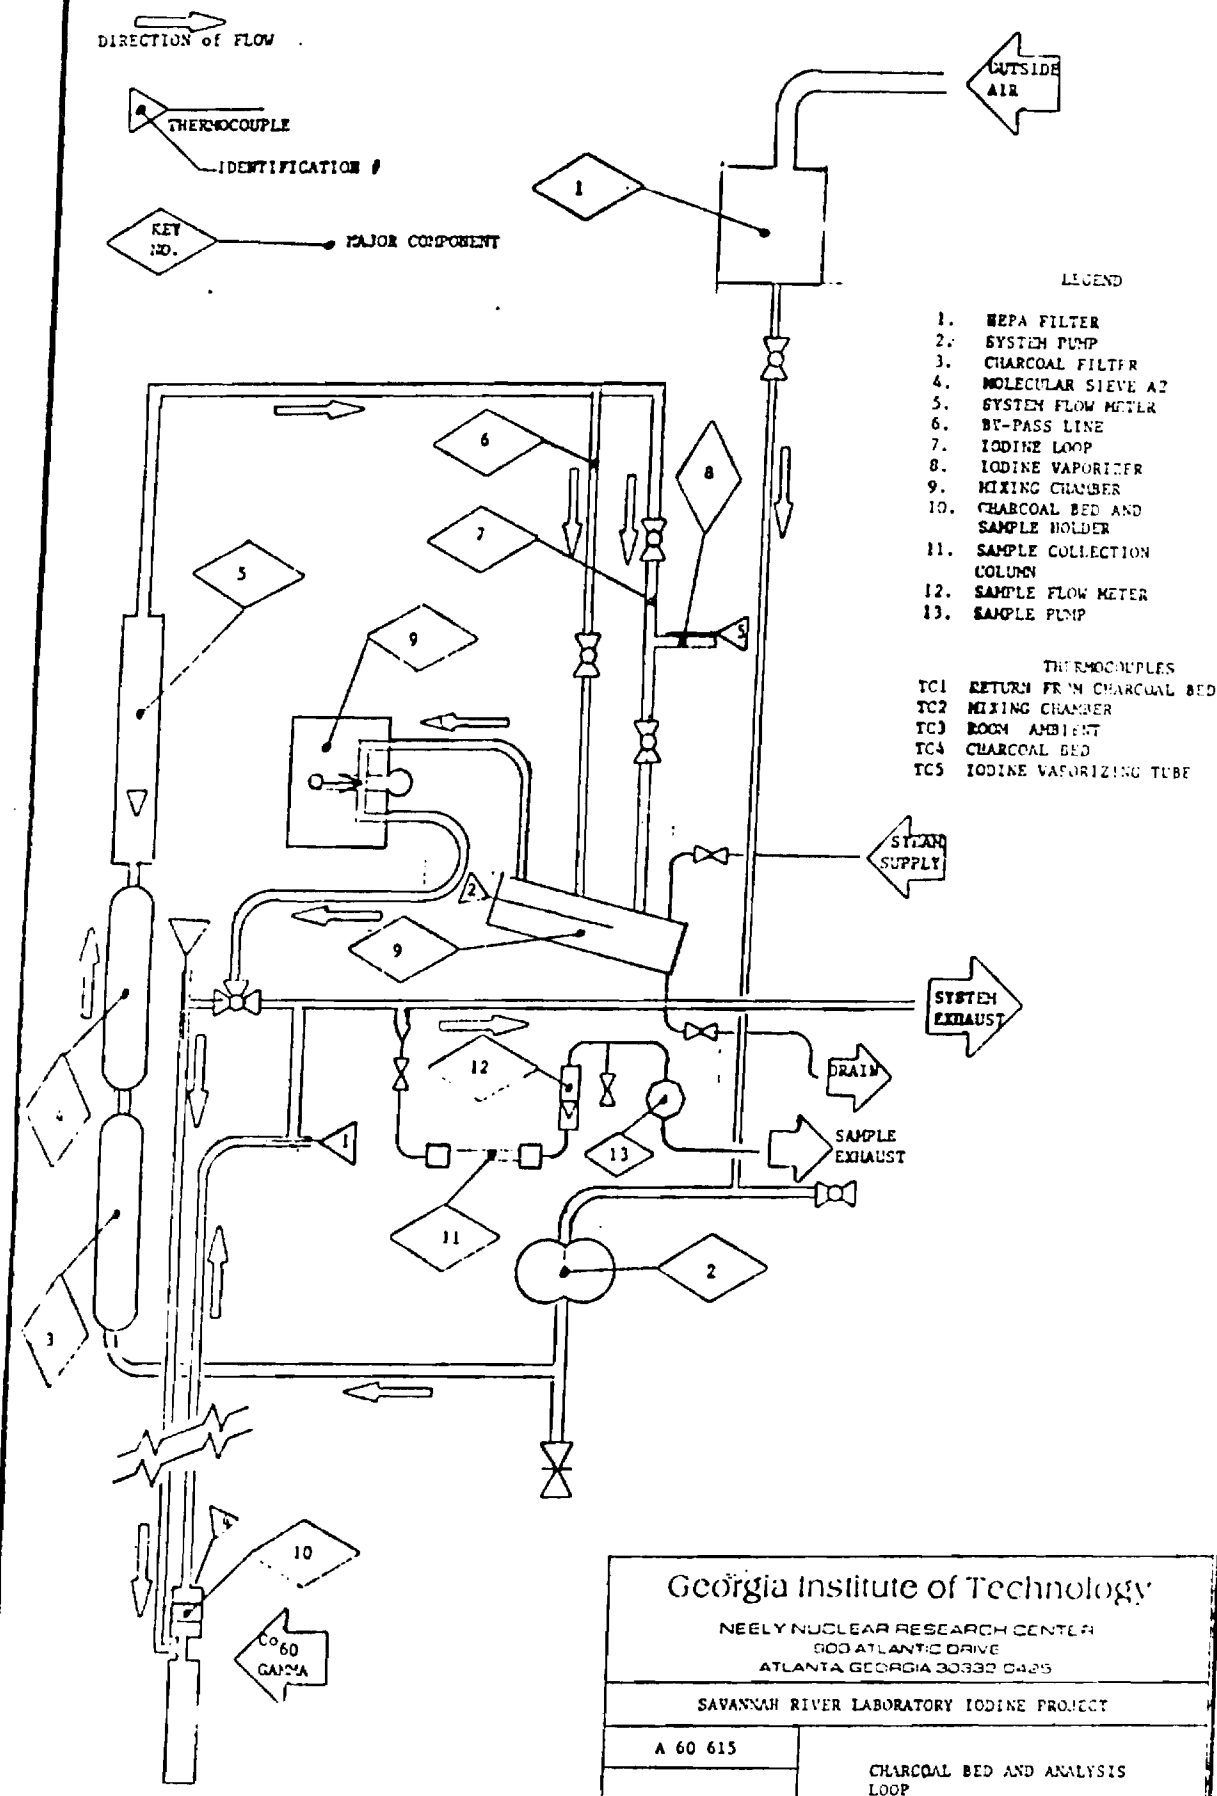 DIRECTION of FLOW
THERMOCOUPLE
IDENTIFICATION #
KEY
NO.
MAJOR COMPONENT
OUTSIDE
AIR
1
LEGEND
1. HEPA FILTER
2. SYSTEM PUMP
3. CHARCOAL FILTER
4. MOLECULAR SIEVE A2
5. SYSTEM FLOW METER
6. BY-PASS LINE
7. IODINE LOOP
8. IODINE VAPORIZER
9. MIXING CHAMBER
10. CHARCOAL BED AND
SAMPLE HOLDER
11. SAMPLE COLLECTION
COLUMN
12. SAMPLE FLOW METER
13. SAMPLE PUMP
THERMOCOUPLES
TC1 RETURN FROM CHARCOAL BED
TC2 MIXING CHAMBER
TC3 ROOM AMBIENT
TC4 CHARCOAL BED
TC5 IODINE VAPORIZING TUBE
6
8
7
5
9
5
STEAM
SUPPLY
2
9
SYSTEM
EXHAUST
DRAIN
12
4
1
13
SAMPLE
EXHAUST
11
2
3
4
10
Co60
GAMMA
Georgia Institute of Technology
NEELY NUCLEAR RESEARCH CENTER
900 ATLANTIC DRIVE
ATLANTA GEORGIA 30332 0425
SAVANNAH RIVER LABORATORY IODINE PROJECT
A 60 615
CHARCOAL BED AND ANALYSIS
LOOP